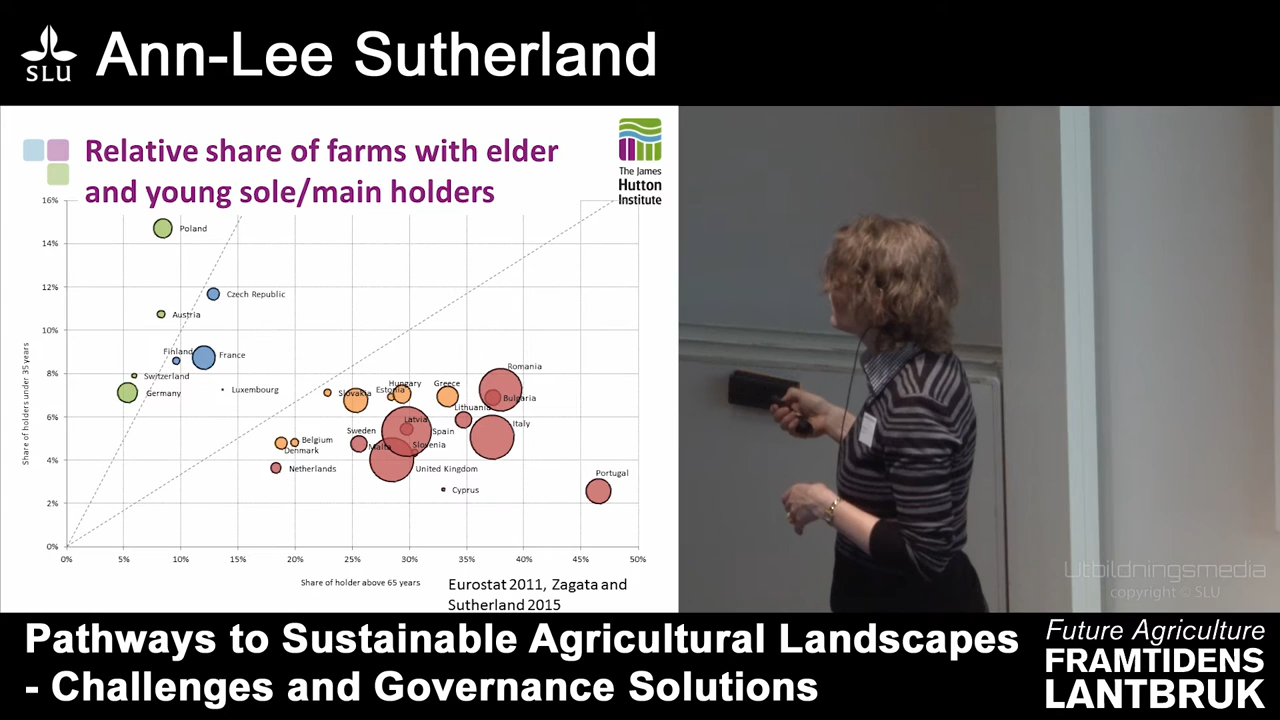 SLU
Ann-Lee Sutherland
Relative share of farms with elder
and young sole/main holders
The James
Hutton
Institute
16%
14%
12%
10%
8%
6%
4%
2%
0%
Share of holders under 35 years
Poland
Czech Republic
Austria
Finland
France
Switzerland
Germany
Luxembourg
Romania
Hungary
Greece
Slovakia
Estonia
Bulgaria
Lithuania
Latvia
Italy
Sweden
Spain
Belgium
Denmark
Malta
Slovenia
Netherlands
United Kingdom
Portugal
Cyprus
0%
5%
10%
15%
20%
25%
30%
35%
40%
45%
50%
Share of holder above 65 years
Eurostat 2011, Zagata and
Sutherland 2015
Utbildningsmedia
copyright © SLU
Pathways to Sustainable Agricultural Landscapes
- Challenges and Governance Solutions
Future Agriculture
FRAMTIDENS
LANTBRUK